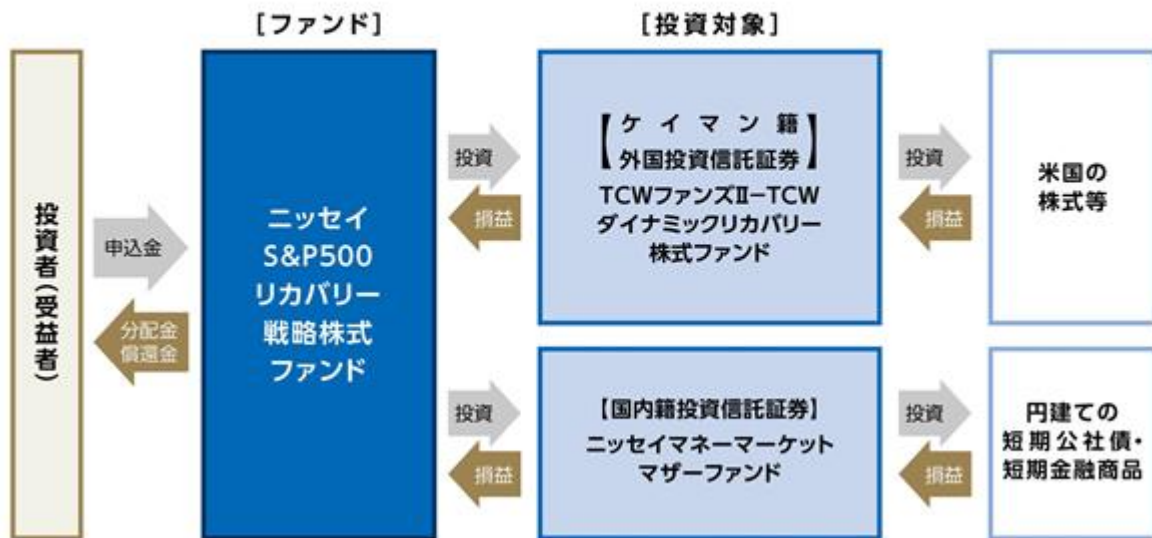 [ファンド]
[投資対象]
投資者(受益者)
申込金
分配金
償還金
ニッセイ
S&P500
リカバリー
戦略株式
ファンド
投資
損益
【ケイマン籍
外国投資信託証券】
TCWファンズⅡ−TCW
ダイナミックリカバリー
株式ファンド
投資
損益
米国の
株式等
投資
損益
【国内籍投資信託証券】
ニッセイマネーマーケット
マザーファンド
投資
損益
円建ての
短期公社債・
短期金融商品